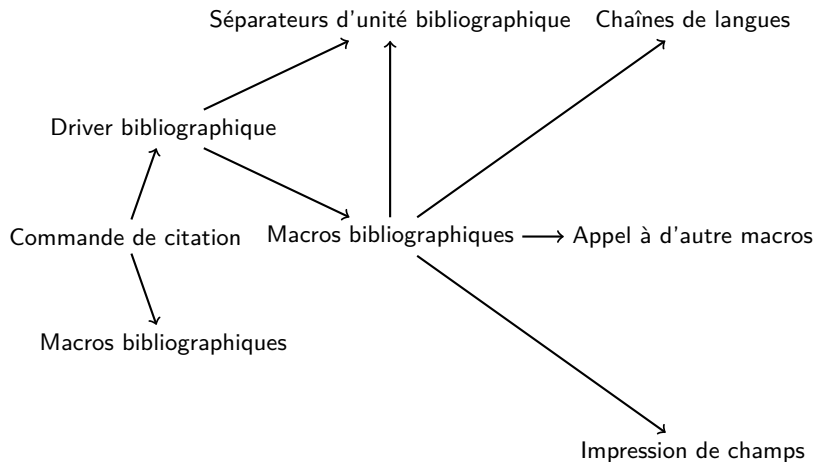 Séparateurs d'unité bibliographique
Chaînes de langues
Driver bibliographique
Commande de citation
Macros bibliographiques
Appel à d'autre macros
Macros bibliographiques
Impression de champs